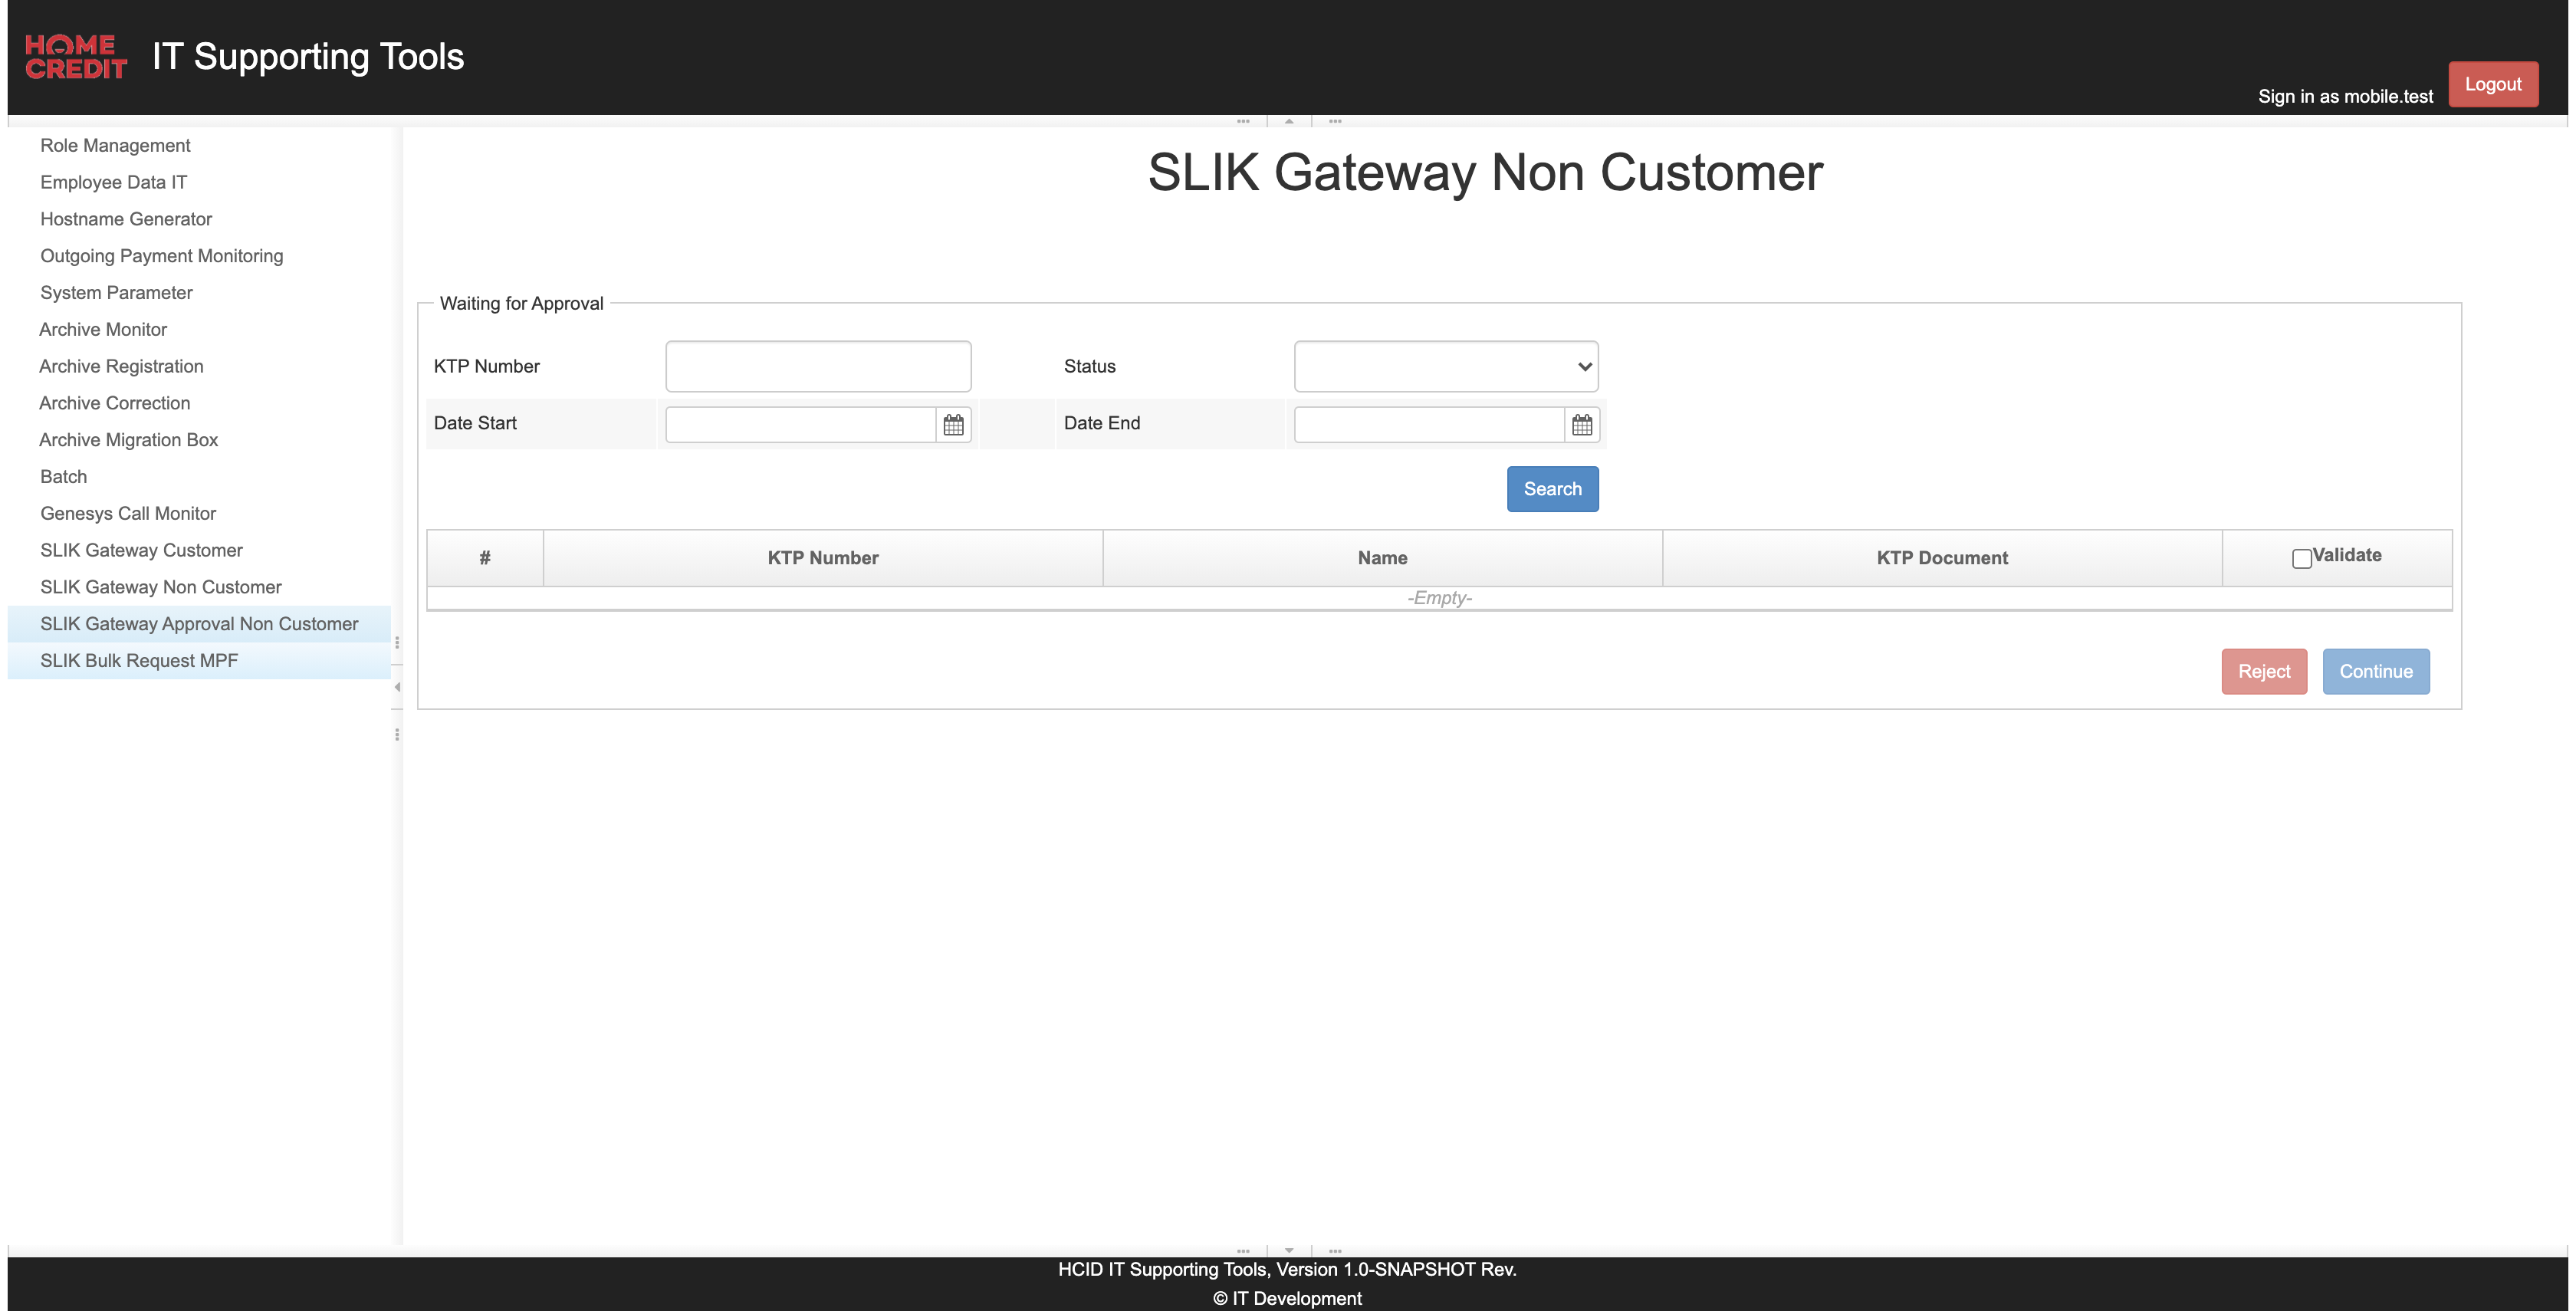 HOME
CREDIT
IT Supporting Tools
Sign in as mobile.test
Logout
Role Management
Employee Data IT
Hostname Generator
Outgoing Payment Monitoring
System Parameter
Archive Monitor
Archive Registration
Archive Correction
Archive Migration Box
Batch
Genesys Call Monitor
SLIK Gateway Customer
SLIK Gateway Non Customer
SLIK Gateway Approval Non Customer
SLIK Bulk Request MPF
SLIK Gateway Non Customer
Waiting for Approval
KTP Number
Status
Date Start
Date End
Search
# KTP Number Name KTP Document Validate
-Empty-
Reject Continue
HCID IT Supporting Tools, Version 1.0-SNAPSHOT Rev.
© IT Development